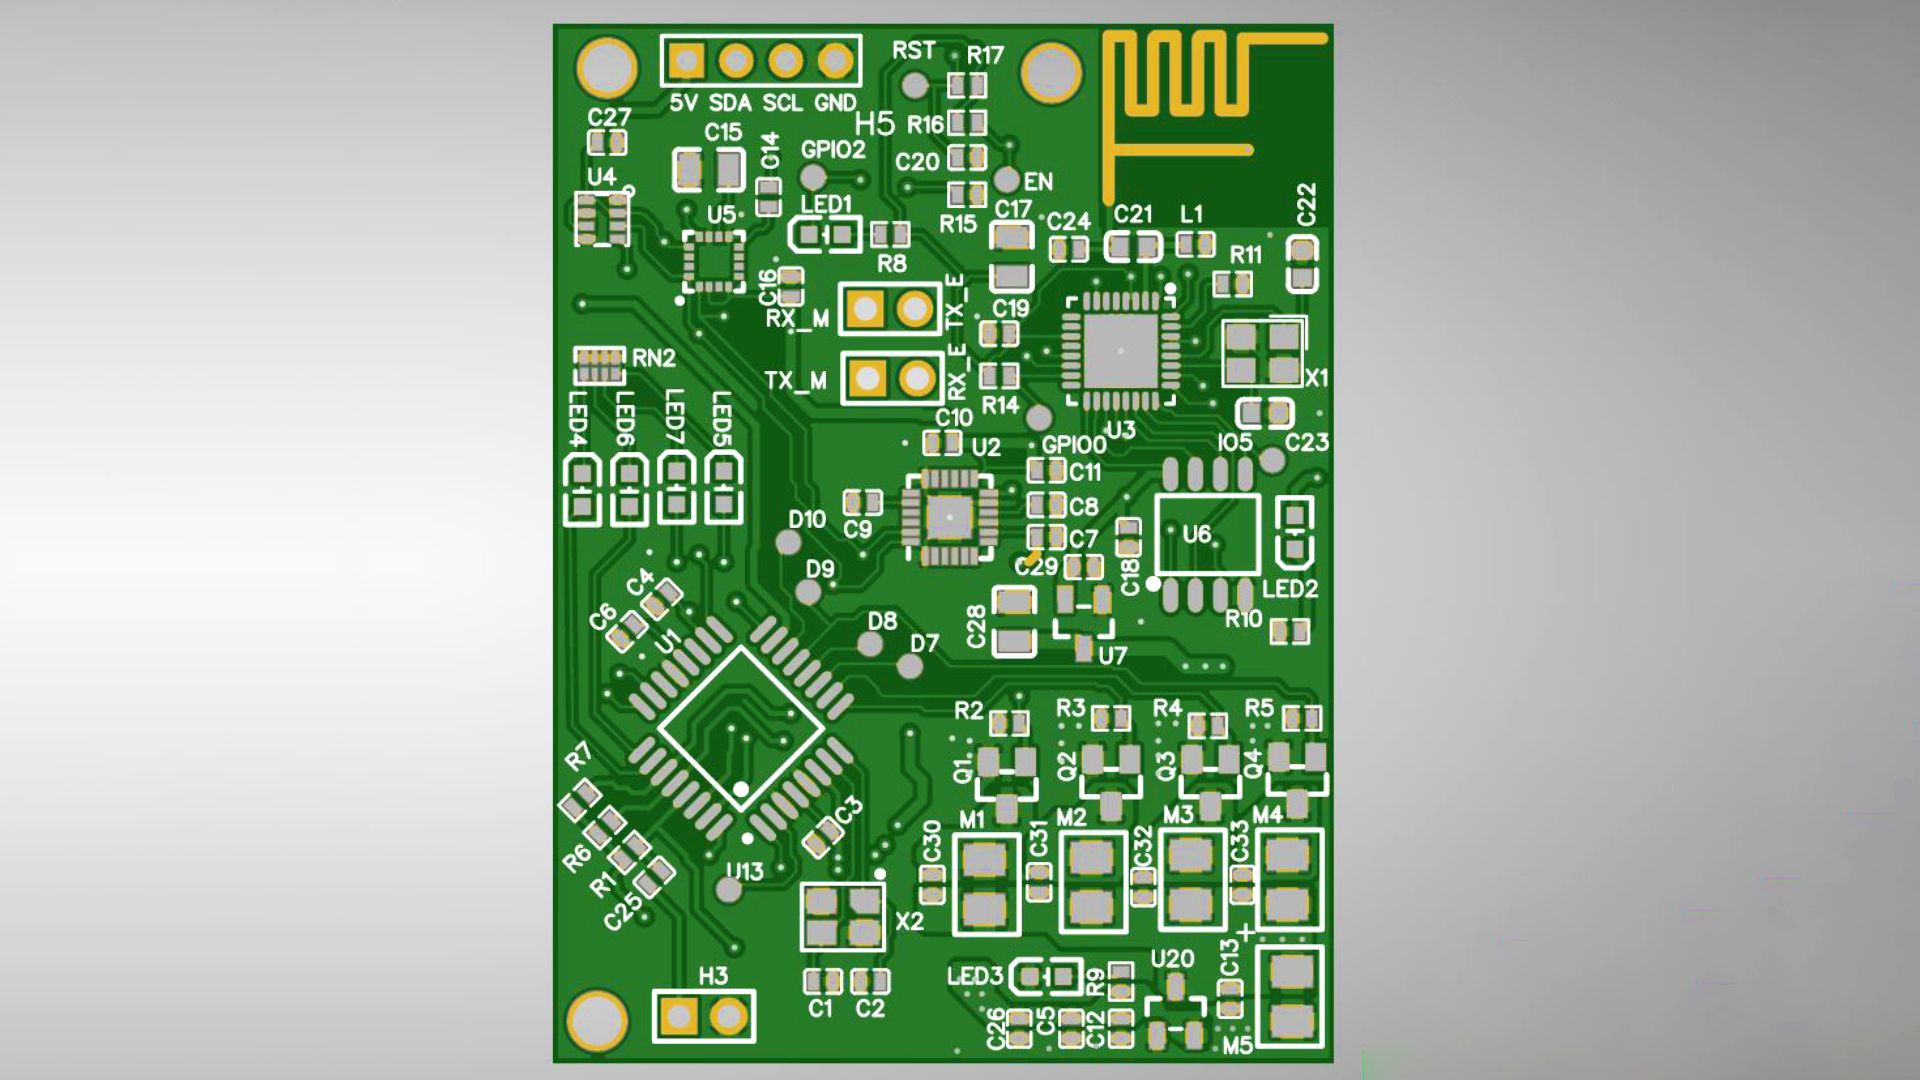 RST
R17
5V SDA SCL GND
H5
R16
C27
C15
C14
GPIO2
C20
EN
U4
U5
LED1
R15
C17
C24
C21
L1
C22
R8
R11
C16
RX_M
TX_E
C19
TX_M
RX_E
R14
X1
RN2
LED4
LED6
LED7
LED5
C10
U2
GPIO0
U3
IO5
C23
C11
C8
C7
C9
D10
C29
C18
U6
LED2
D9
C4
C6
U1
D8
D7
C28
U7
R10
R2
R3
R4
R5
Q1
Q2
Q3
Q4
R7
R6
R1
C25
C3
U13
M1
M2
M3
M4
C30
C31
C32
C33
X2
+
H3
C1
C2
LED3
R9
U20
C13
C26
C5
C12
M5